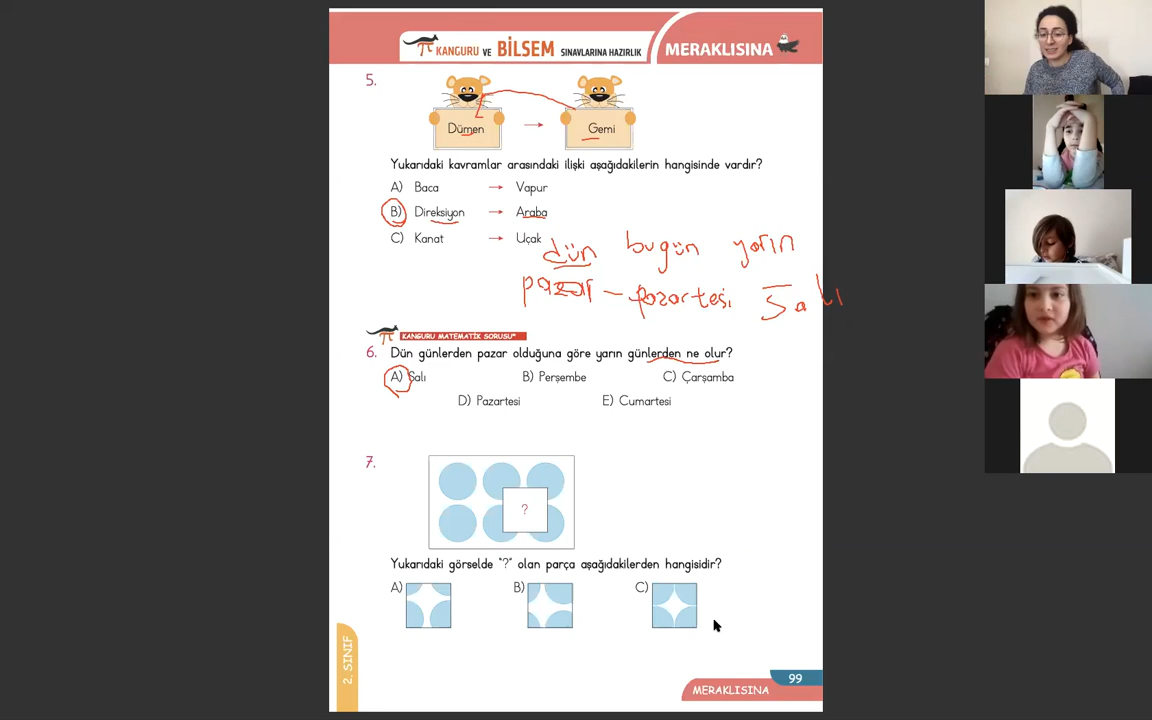 KANGURU VE BİLSEM SINAVLARINA HAZIRLIK
MERAKLISINA
5.
Dümen → Gemi
Yukarıdaki kavramlar arasındaki ilişki aşağıdakilerin hangisinde vardır?
A) Baca → Vapur
B) Direksiyon → Araba
C) Kanat → Uçak
dün bugün yarın
pazar – pazartesi Salı
KANGURU MATEMATİK SORUSU
6. Dün günlerden pazar olduğuna göre yarın günlerden ne olur?
A) Salı B) Perşembe C) Çarşamba
D) Pazartesi E) Cumartesi
7.
?
Yukarıdaki görselde "?" olan parça aşağıdakilerden hangisidir?
A) B) C)
2. SINIF
99
MERAKLISINA